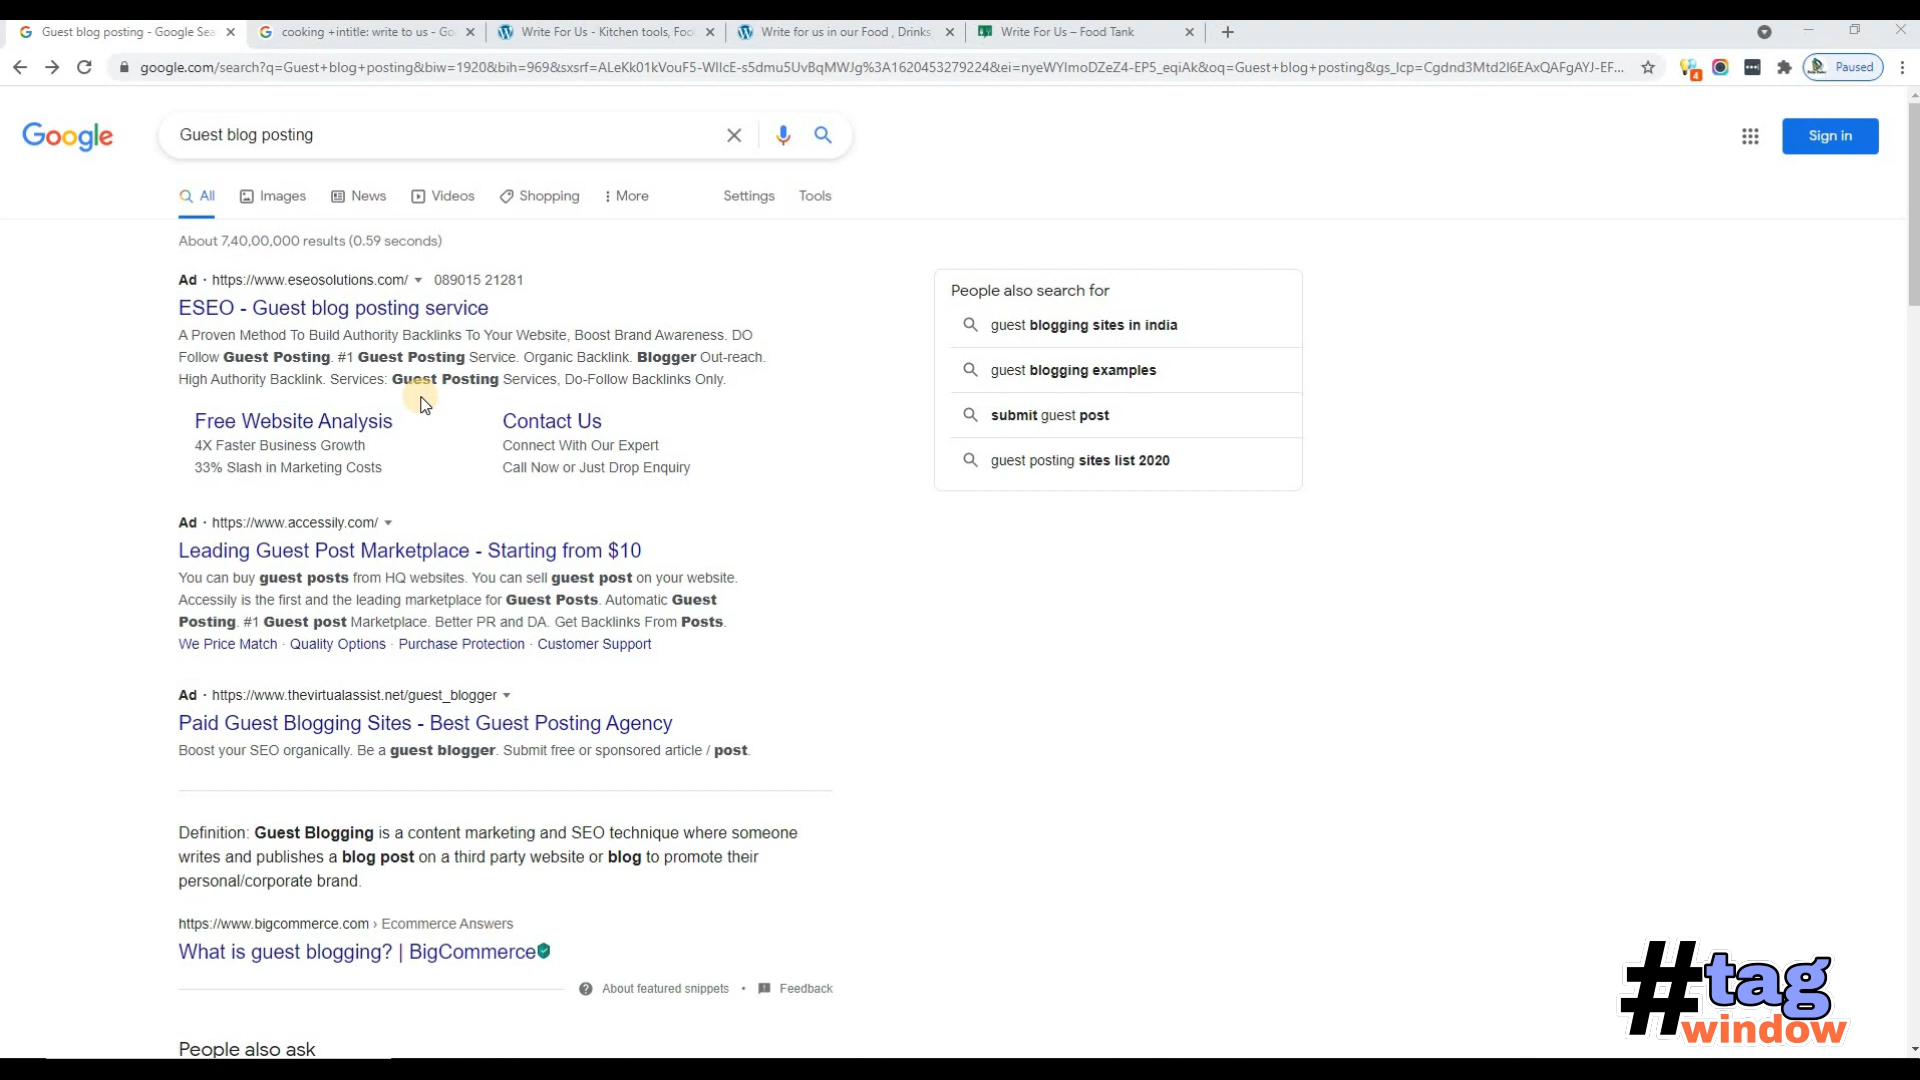 Guest blog posting - Google Sea
cooking +intitle: write to us - Go
Write For Us - Kitchen tools, Foo
Write for us in our Food , Drinks,
Write For Us – Food Tank
google.com/search?q=Guest+blog+posting&biw=1920&bih=969&sxsrf=ALeKk01kVouF5-WIIcE-s5dmu5UvBqMWJg%3A1620453279224&ei=nyeWYImoDZeZ4-EP5_eqiAk&oq=Guest+blog+posting&gs_lcp=Cgdnd3Mtd2l6EAxQAFgAYJ-EF...
4
Paused
Google
Guest blog posting
Sign in
All
Images
News
Videos
Shopping
More
Settings
Tools
About 7,40,00,000 results (0.59 seconds)
Ad · https://www.eseosolutions.com/ 089015 21281
ESEO - Guest blog posting service
A Proven Method To Build Authority Backlinks To Your Website, Boost Brand Awareness. DO
Follow Guest Posting. #1 Guest Posting Service. Organic Backlink. Blogger Out-reach.
High Authority Backlink. Services: Guest Posting Services, Do-Follow Backlinks Only.
Free Website Analysis
4X Faster Business Growth
33% Slash in Marketing Costs
Contact Us
Connect With Our Expert
Call Now or Just Drop Enquiry
Ad · https://www.accessily.com/
Leading Guest Post Marketplace - Starting from $10
You can buy guest posts from HQ websites. You can sell guest post on your website.
Accessily is the first and the leading marketplace for Guest Posts. Automatic Guest
Posting. #1 Guest post Marketplace. Better PR and DA. Get Backlinks From Posts.
We Price Match · Quality Options · Purchase Protection · Customer Support
Ad · https://www.thevirtualassist.net/guest_blogger
Paid Guest Blogging Sites - Best Guest Posting Agency
Boost your SEO organically. Be a guest blogger. Submit free or sponsored article / post.
Definition: Guest Blogging is a content marketing and SEO technique where someone
writes and publishes a blog post on a third party website or blog to promote their
personal/corporate brand.
https://www.bigcommerce.com › Ecommerce Answers
What is guest blogging? | BigCommerce
About featured snippets • Feedback
People also ask
People also search for
guest blogging sites in india
guest blogging examples
submit guest post
guest posting sites list 2020
#tag
window